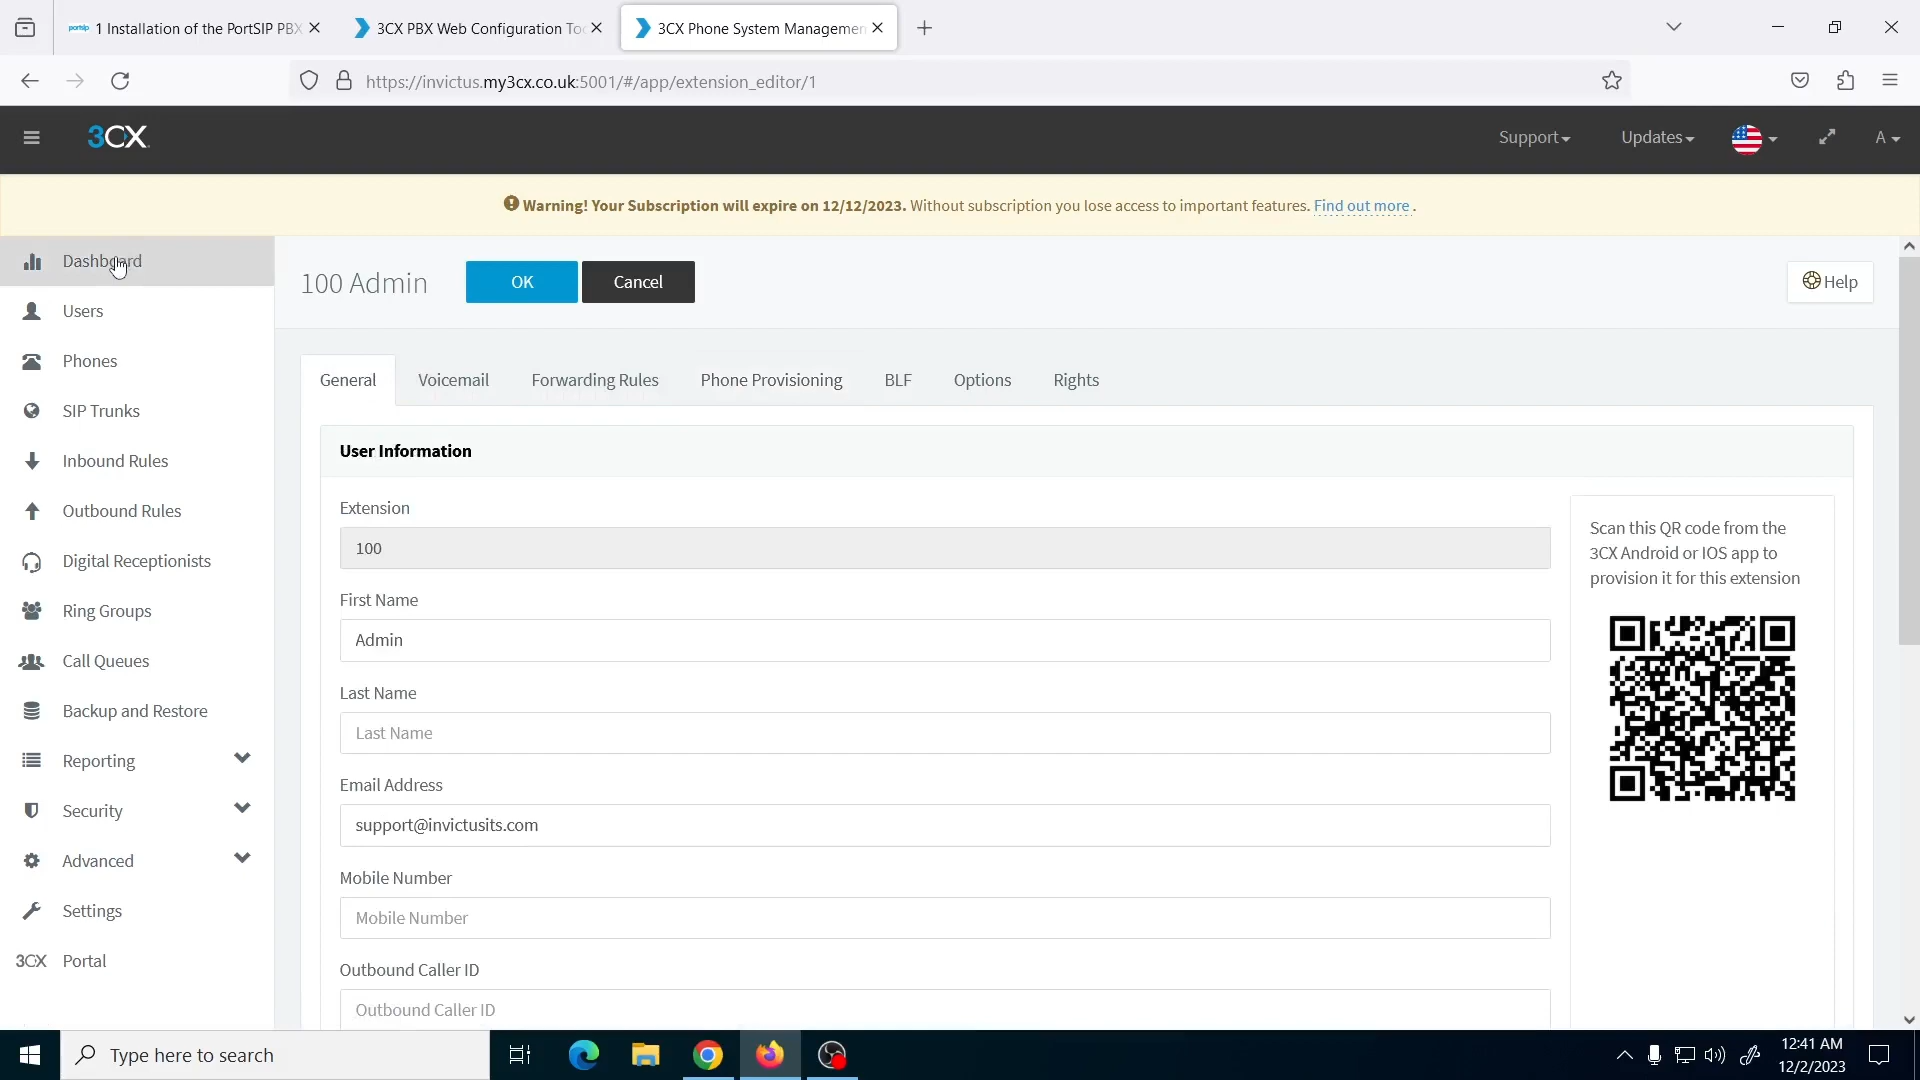 portsip 1 Installation of the PortSIP PBX
3CX PBX Web Configuration Too
3CX Phone System Managemen
https://invictus.my3cx.co.uk:5001/#/app/extension_editor/1
3CX
Support
Updates
A
Warning! Your Subscription will expire on 12/12/2023. Without subscription you lose access to important features. Find out more .
Dashboard
Users
Phones
SIP Trunks
Inbound Rules
Outbound Rules
Digital Receptionists
Ring Groups
Call Queues
Backup and Restore
Reporting
Security
Advanced
Settings
3CX Portal
100 Admin
OK
Cancel
Help
General
Voicemail
Forwarding Rules
Phone Provisioning
BLF
Options
Rights
User Information
Extension
100
First Name
Admin
Last Name
Last Name
Email Address
support@invictusits.com
Mobile Number
Mobile Number
Outbound Caller ID
Outbound Caller ID
Scan this QR code from the
3CX Android or IOS app to
provision it for this extension
Type here to search
12:41 AM
12/2/2023